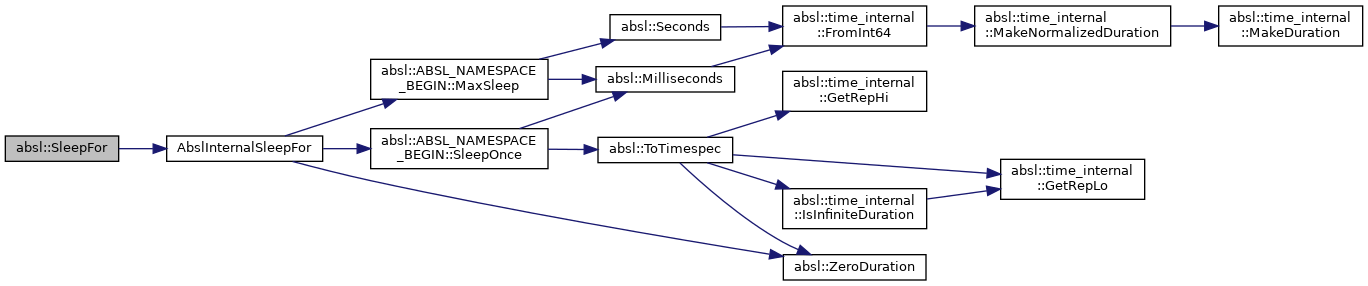 absl::SleepFor
AbslInternalSleepFor
absl::ABSL_NAMESPACE
_BEGIN::MaxSleep
absl::ABSL_NAMESPACE
_BEGIN::SleepOnce
absl::Seconds
absl::Milliseconds
absl::ToTimespec
absl::time_internal
::FromInt64
absl::time_internal
::GetRepHi
absl::time_internal
::IsInfiniteDuration
absl::ZeroDuration
absl::time_internal
::MakeNormalizedDuration
absl::time_internal
::GetRepLo
absl::time_internal
::MakeDuration